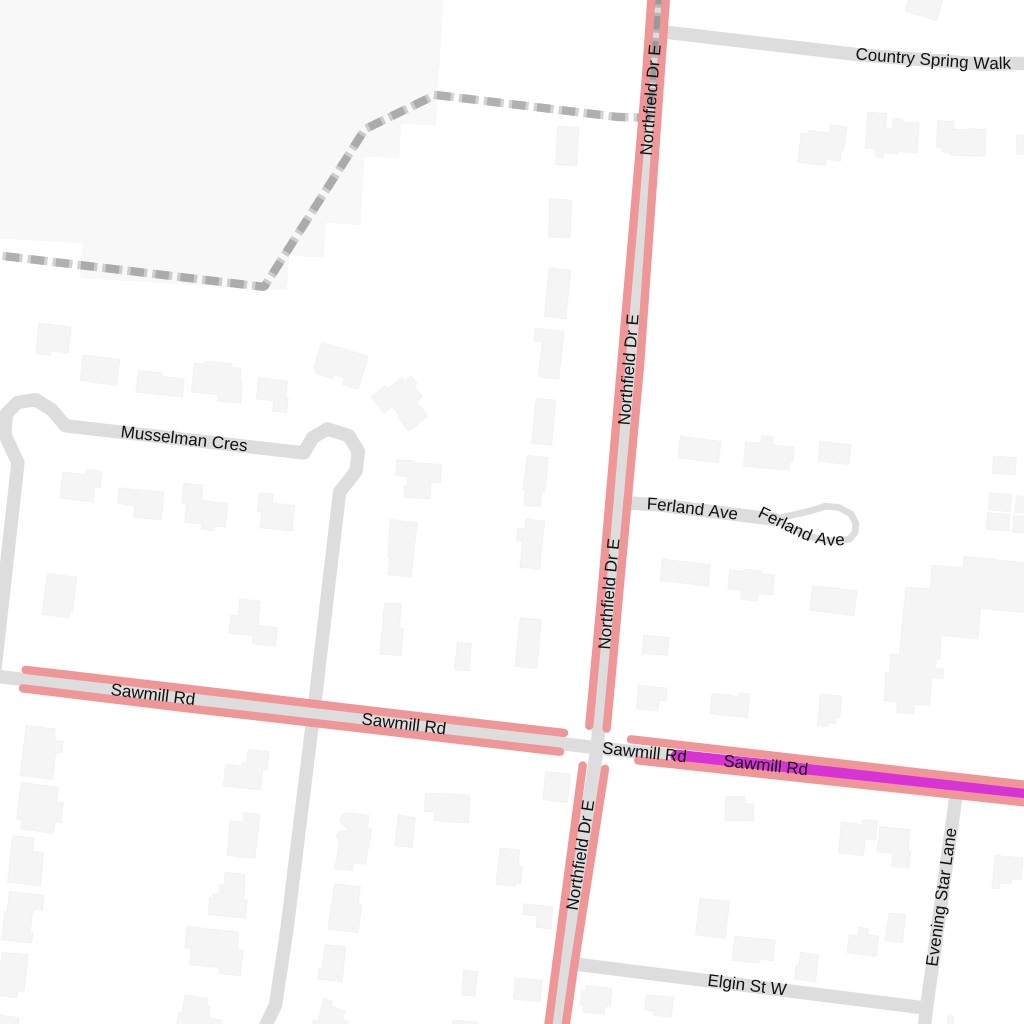 Country Spring Walk
Northfield Dr E
Northfield Dr E
Musselman Cres
Ferland Ave
Ferland Ave
Northfield Dr E
Sawmill Rd
Sawmill Rd
Sawmill Rd
Sawmill Rd
Northfield Dr E
Evening Star Lane
Elgin St W